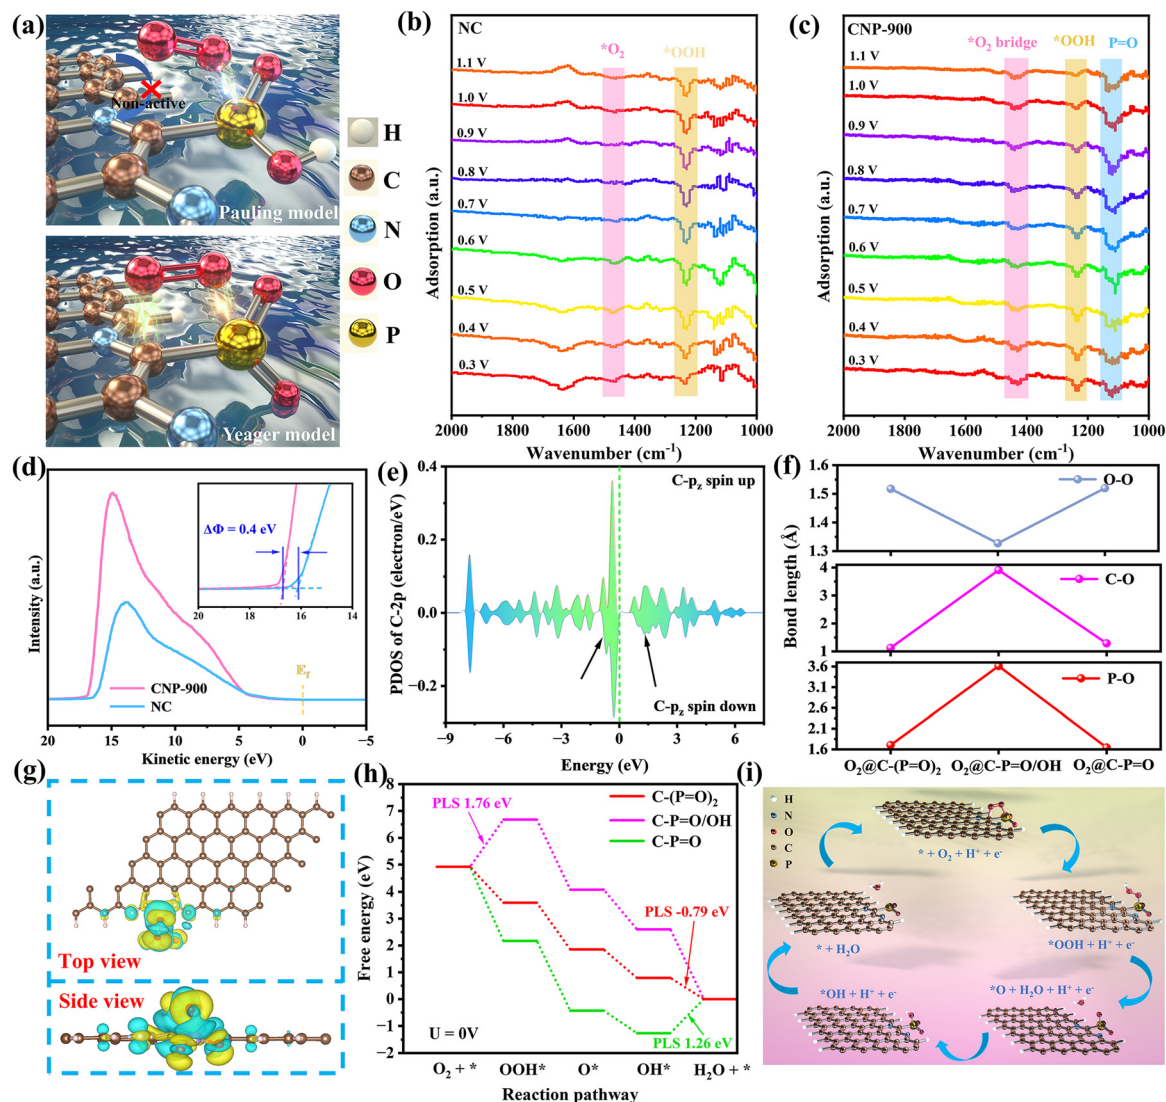 (a)
Non-active
Pauling model
Yeager model
H
C
N
O
P
(b)
NC
*O₂
*OOH
1.1 V
1.0 V
0.9 V
0.8 V
0.7 V
0.6 V
0.5 V
0.4 V
0.3 V
Adsorption (a.u.)
2000 1800 1600 1400 1200 1000
Wavenumber (cm⁻¹)
(c)
CNP-900
*O₂ bridge
*OOH
P=O
1.1 V
1.0 V
0.9 V
0.8 V
0.7 V
0.6 V
0.5 V
0.4 V
0.3 V
Adsorption (a.u.)
2000 1800 1600 1400 1200 1000
Wavenumber (cm⁻¹)
(d)
ΔΦ = 0.4 eV
20 18 16 14
Intensity (a.u.)
E_f
CNP-900
NC
20 15 10 5 0 -5
Kinetic energy (eV)
(e)
C-p_z spin up
C-p_z spin down
PDOS of C-2p (electron/eV)
0.4
0.2
0.0
−0.2
−9 −6 −3 0 3 6
Energy (eV)
(f)
O-O
1.6
1.5
1.4
1.3
C-O
4
3
2
1
P-O
3.6
3.1
2.6
2.1
1.6
Bond length (Å)
O₂@C-(P=O)₂ O₂@C-P=O/OH O₂@C-P=O
(g)
Top view
Side view
(h)
PLS 1.76 eV
C-(P=O)₂
C-P=O/OH
C-P=O
PLS -0.79 eV
PLS 1.26 eV
U = 0V
Free energy (eV)
8
7
6
5
4
3
2
1
0
−1
−2
O₂ + * OOH* O* OH* H₂O + *
Reaction pathway
(i)
H
N
O
C
P
* + O₂ + H⁺ + e⁻
*OOH + H⁺ + e⁻
*O + H₂O + H⁺ + e⁻
*OH + H⁺ + e⁻
* + H₂O